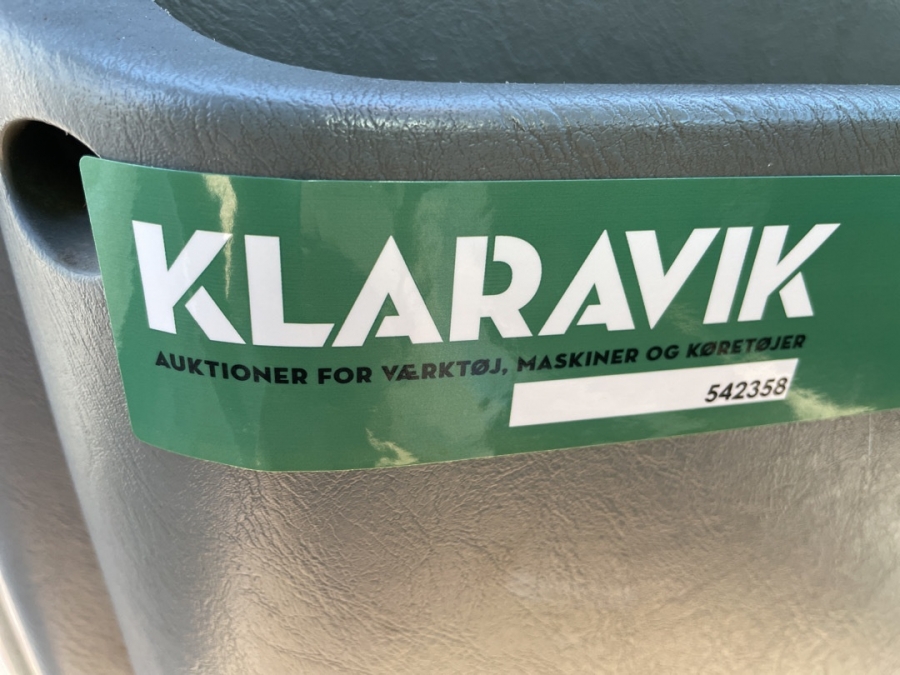 KLARAVIK
AUKTIONER FOR VÆRKTØJ, MASKINER OG KØRETØJER
542358